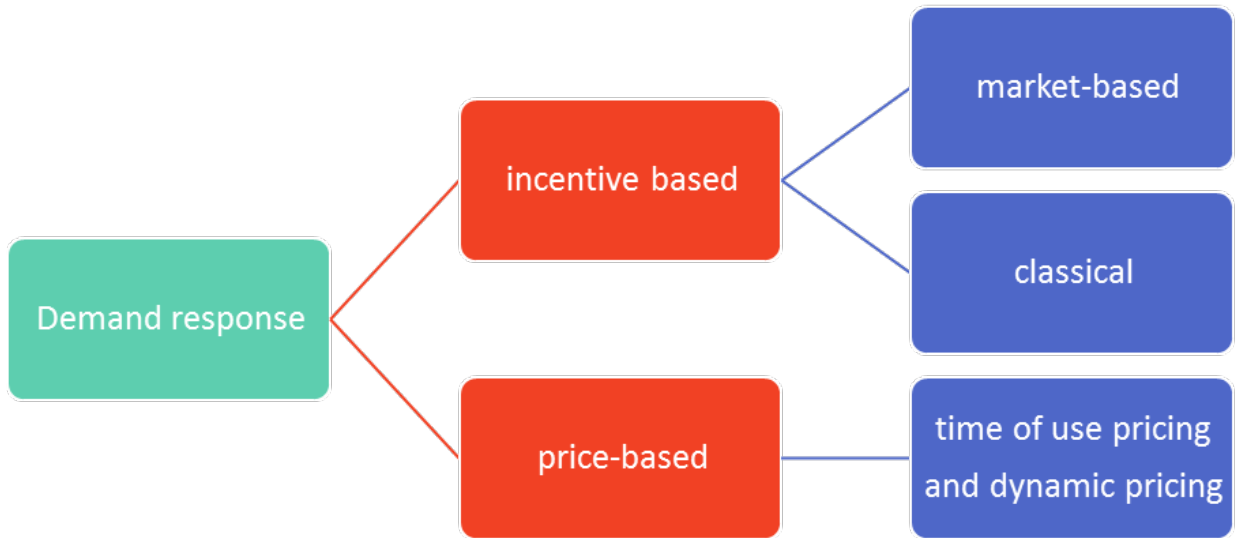 Demand response
incentive based
price-based
market-based
classical
time of use pricing
and dynamic pricing